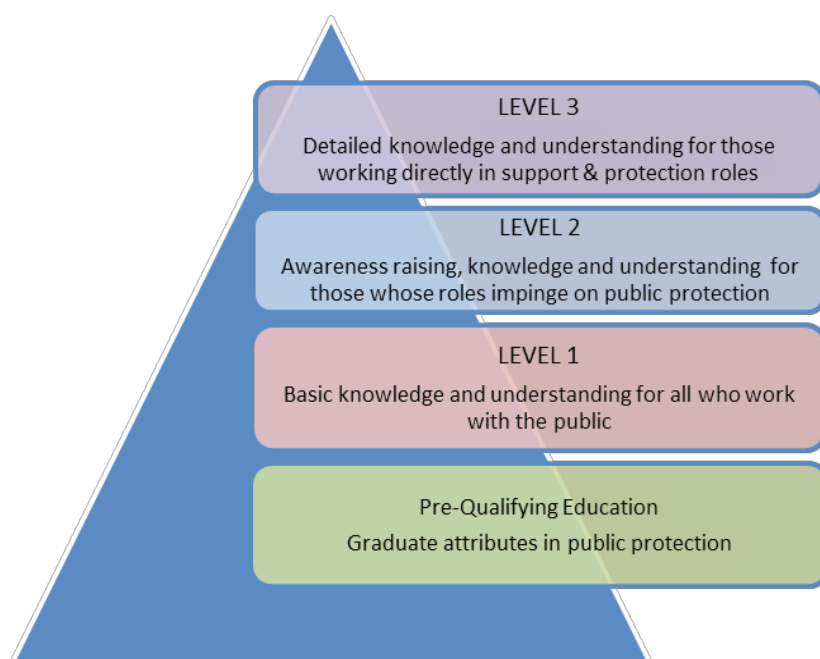 LEVEL 3
Detailed knowledge and understanding for those
working directly in support & protection roles
LEVEL 2
Awareness raising, knowledge and understanding for
those whose roles impinge on public protection
LEVEL 1
Basic knowledge and understanding for all who work
with the public
Pre-Qualifying Education
Graduate attributes in public protection